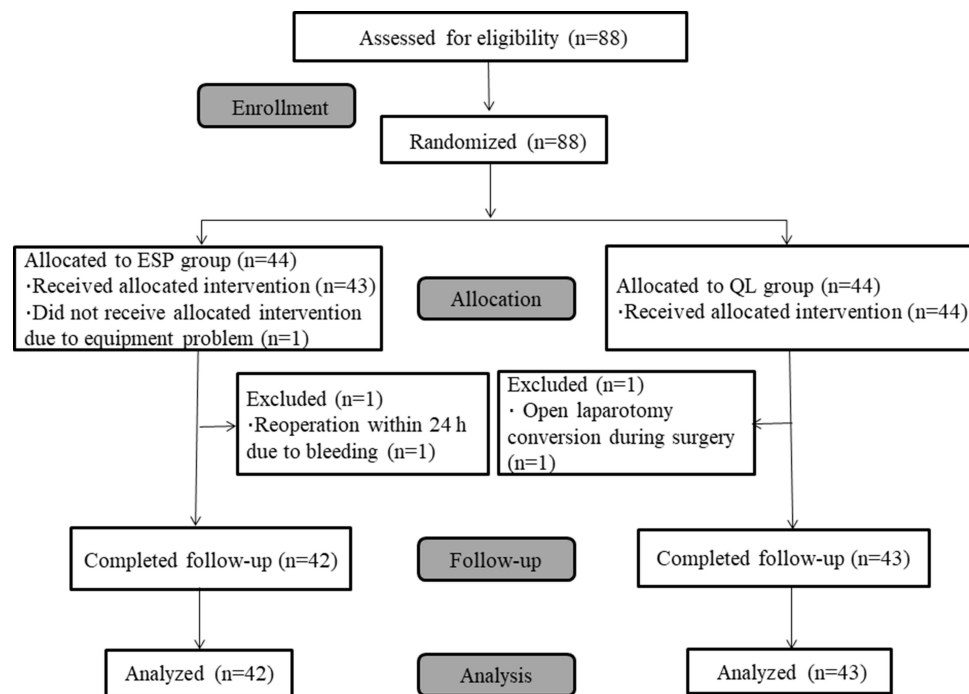 Assessed for eligibility (n=88)
Enrollment
Randomized (n=88)
Allocated to ESP group (n=44)
·Received allocated intervention (n=43)
·Did not receive allocated intervention
due to equipment problem (n=1)
Allocation
Allocated to QL group (n=44)
·Received allocated intervention (n=44)
Excluded (n=1)
·Reoperation within 24 h
due to bleeding (n=1)
Excluded (n=1)
· Open laparotomy
conversion during surgery
(n=1)
Completed follow-up (n=42)
Follow-up
Completed follow-up (n=43)
Analyzed (n=42)
Analysis
Analyzed (n=43)